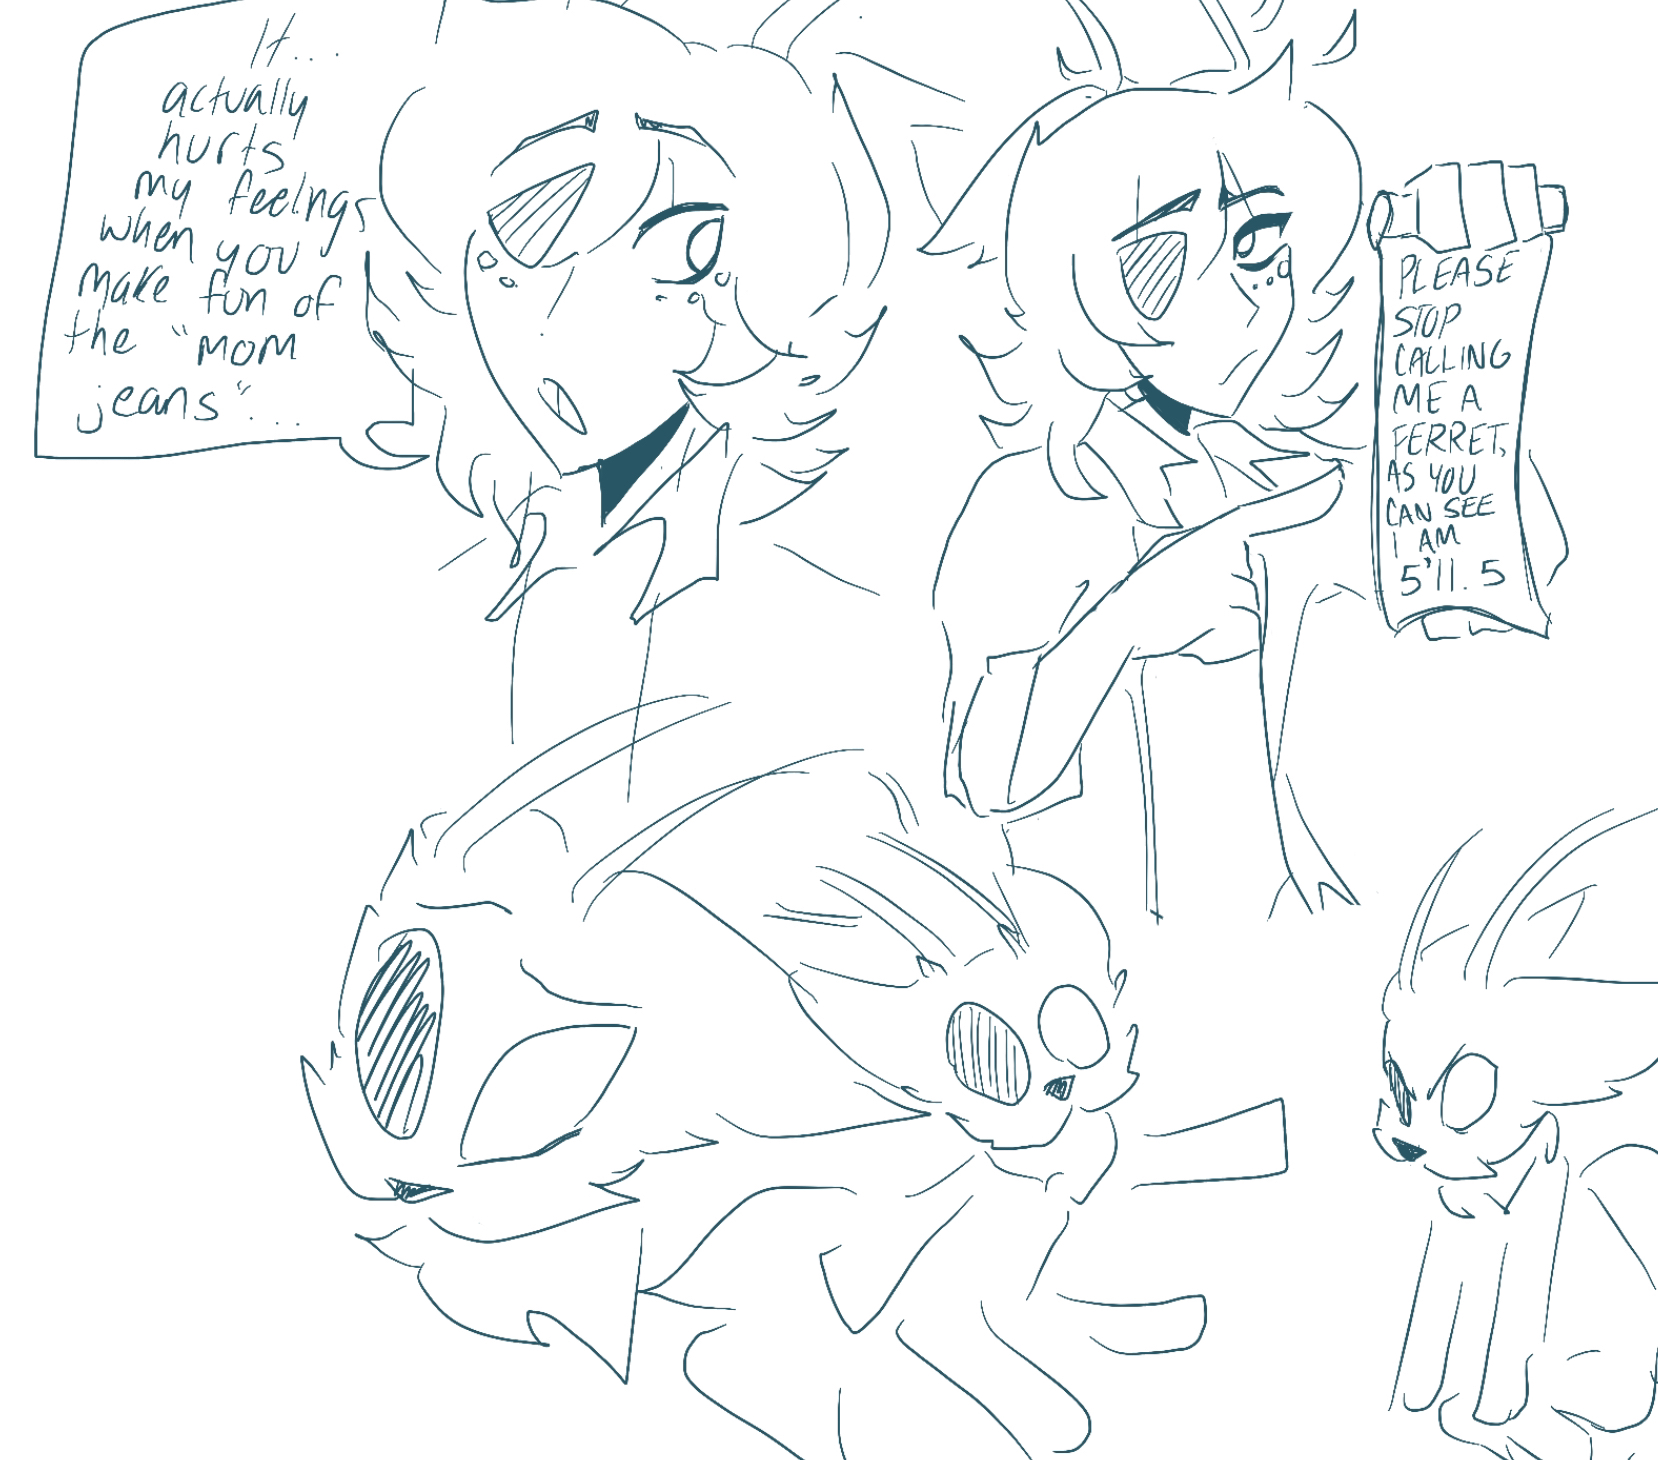 It...
actually
hurts
my feelings
when you
make fun of
the "mom
jeans"...
PLEASE
STOP
CALLING
ME A
FERRET,
AS YOU
CAN SEE
I AM
5'11.5